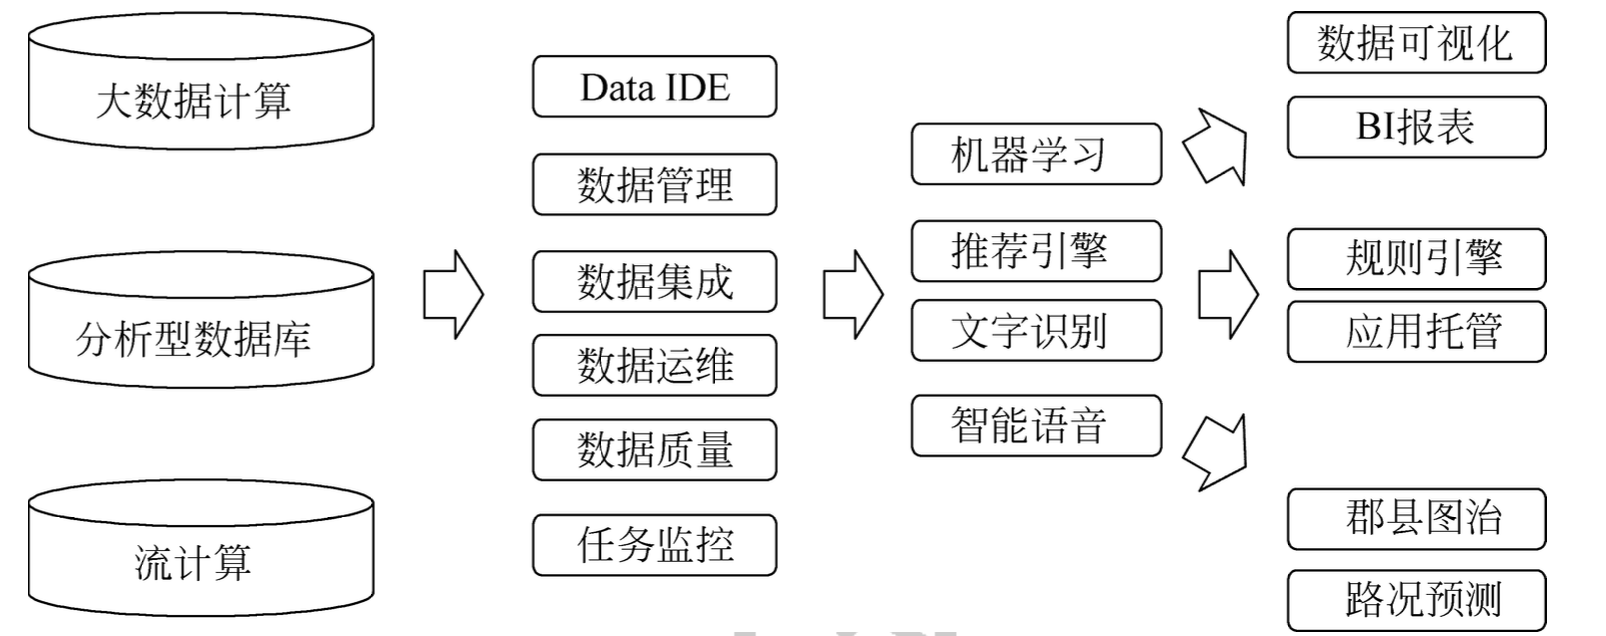 大数据计算
分析型数据库
流计算
Data IDE
数据管理
数据集成
数据运维
数据质量
任务监控
机器学习
推荐引擎
文字识别
智能语音
数据可视化
BI报表
规则引擎
应用托管
郡县图治
路况预测